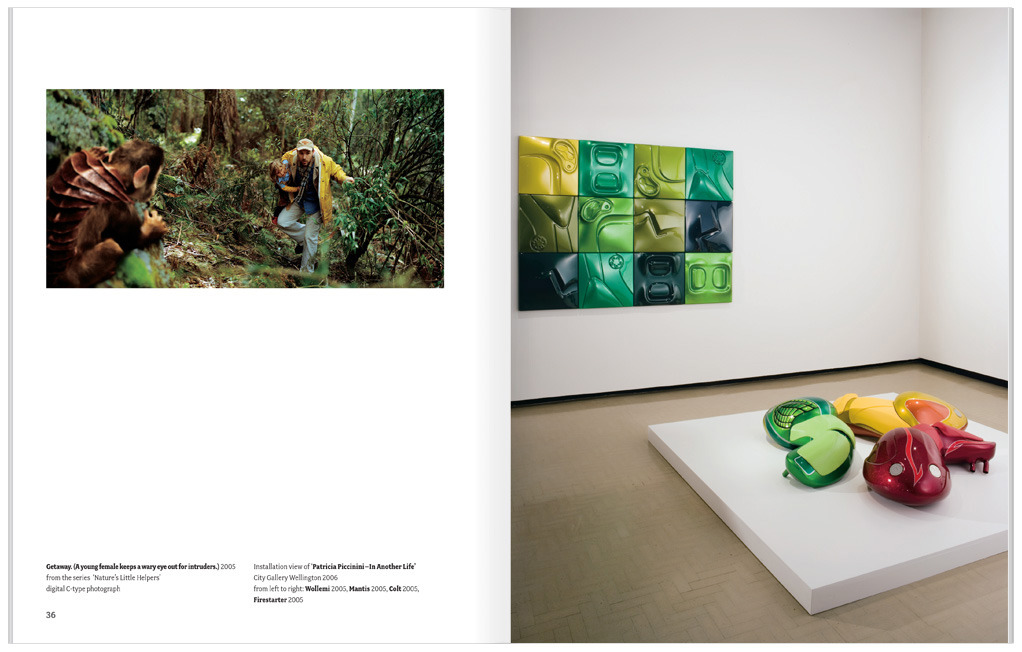 Getaway. (A young female keeps a wary eye out for intruders.) 2005
from the series 'Nature's Little Helpers'
digital C-type photograph
Installation view of 'Patricia Piccinini–In Another Life'
City Gallery Wellington 2006
from left to right: Wollemi 2005, Mantis 2005, Colt 2005,
Firestarter 2005
36